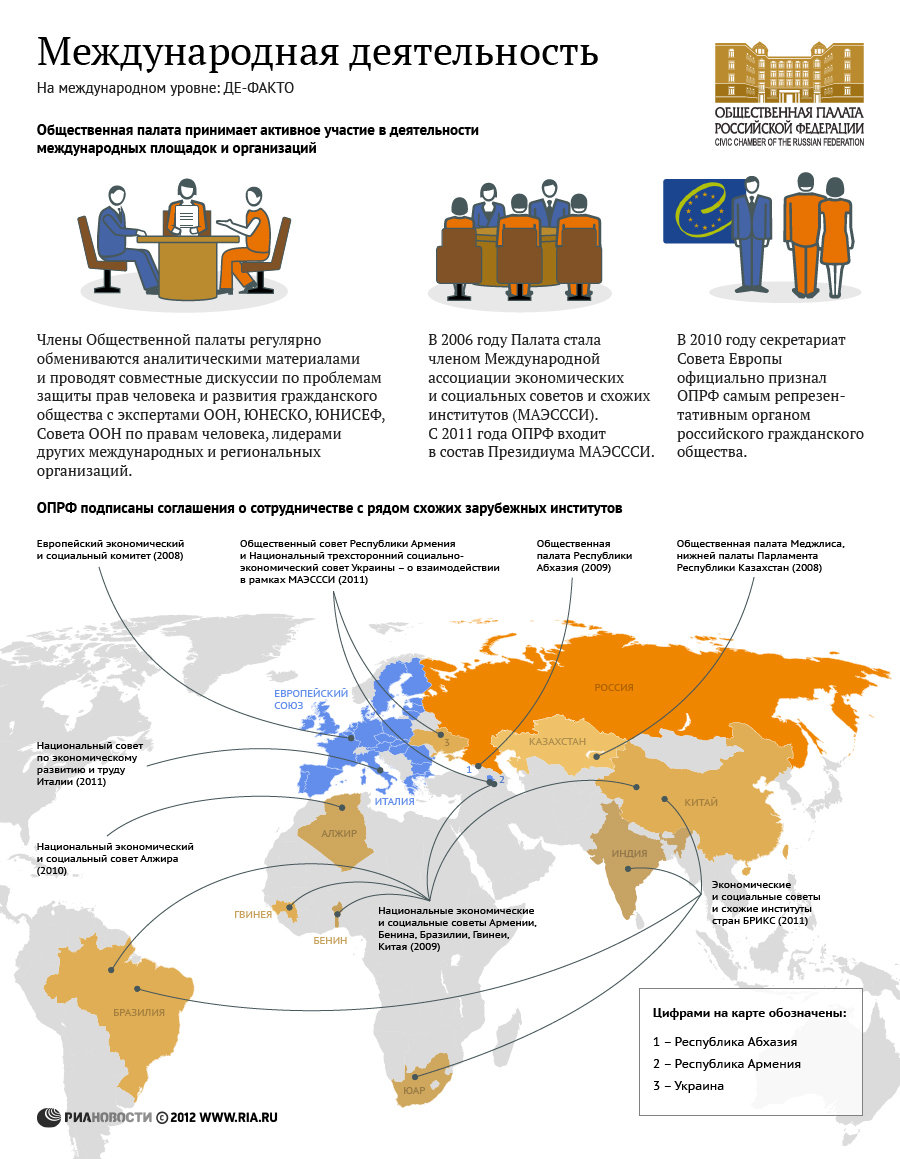 Международная деятельность
На международном уровне: ДЕ-ФАКТО
ОБЩЕСТВЕННАЯ ПАЛАТА
РОССИЙСКОЙ ФЕДЕРАЦИИ
CIVIC CHAMBER OF THE RUSSIAN FEDERATION
Общественная палата принимает активное участие в деятельности
международных площадок и организаций
Члены Общественной палаты регулярно
обмениваются аналитическими материалами
и проводят совместные дискуссии по проблемам
защиты прав человека и развития гражданского
общества с экспертами ООН, ЮНЕСКО, ЮНИСЕФ,
Совета ООН по правам человека, лидерами
других международных и региональных
организаций.
В 2006 году Палата стала
членом Международной
ассоциации экономических
и социальных советов и схожих
институтов (МАЭСССИ).
С 2011 года ОПРФ входит
в состав Президиума МАЭСССИ.
В 2010 году секретариат
Совета Европы
официально признал
ОПРФ самым репрезен-
тативным органом
российского гражданского
общества.
ОПРФ подписаны соглашения о сотрудничестве с рядом схожих зарубежных институтов
Европейский экономический
и социальный комитет (2008)
Общественный совет Республики Армения
и Национальный трехсторонний социально-
экономический совет Украины – о взаимодействии
в рамках МАЭСССИ (2011)
Общественная
палата Республики
Абхазия (2009)
Общественная палата Меджлиса,
нижней палаты Парламента
Республики Казахстан (2008)
ЕВРОПЕЙСКИЙ
СОЮЗ
РОССИЯ
КАЗАХСТАН
3
1
2
Национальный совет
по экономическому
развитию и труду
Италии (2011)
ИТАЛИЯ
КИТАЙ
АЛЖИР
ИНДИЯ
Национальный экономический
и социальный совет Алжира
(2010)
ГВИНЕЯ
БЕНИН
Национальные экономические
и социальные советы Армении,
Бенина, Бразилии, Гвинеи,
Китая (2009)
Экономические
и социальные советы
и схожие институты
стран БРИКС (2011)
БРАЗИЛИЯ
ЮАР
Цифрами на карте обозначены:
1 – Республика Абхазия
2 – Республика Армения
3 – Украина
РИАНОВОСТИ © 2012 WWW.RIA.RU